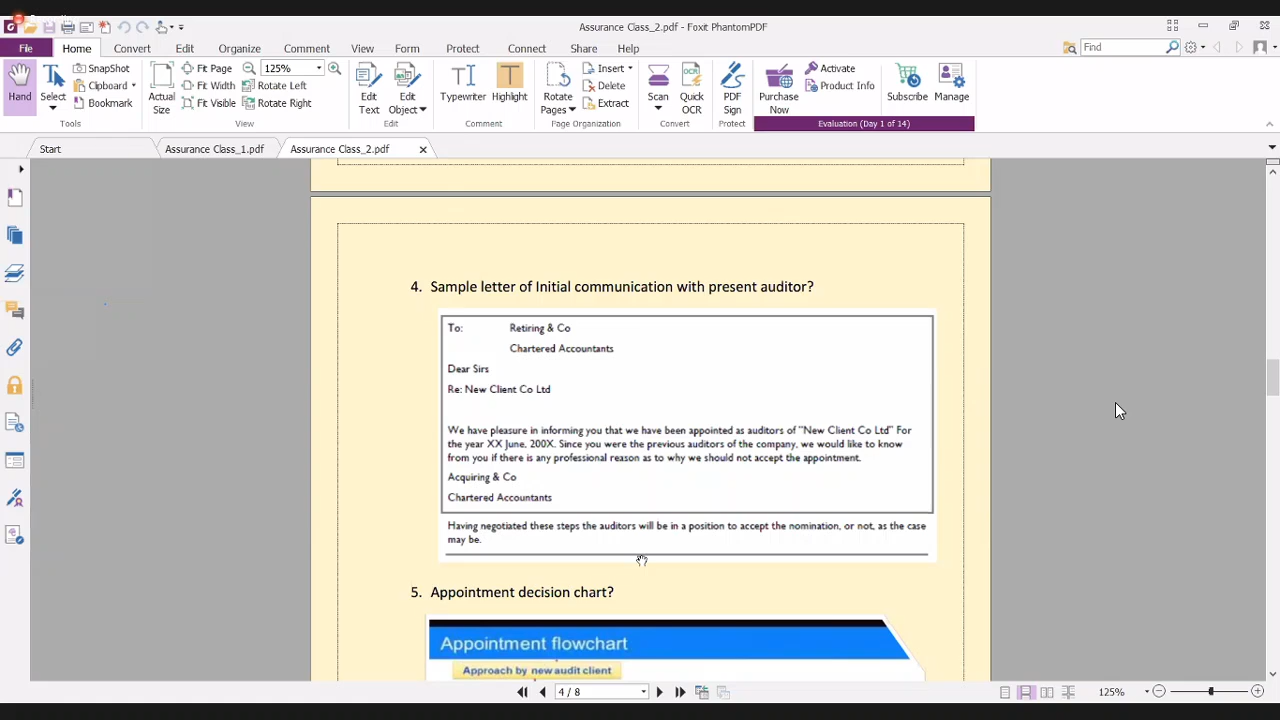 Assurance Class_2.pdf - Foxit PhantomPDF
File Home Convert Edit Organize Comment View Form Protect Connect Share Help Find
Hand Select SnapShot Clipboard Bookmark Tools
Actual Size Fit Page Fit Width Fit Visible 125% Rotate Left Rotate Right View
Edit Text Edit Object Edit
Typewriter Highlight Comment
Rotate Pages Insert Delete Extract Page Organization
Scan Quick OCR Convert
PDF Sign Protect
Purchase Now Activate Product Info Subscribe Manage
Evaluation (Day 1 of 14)
Start Assurance Class_1.pdf Assurance Class_2.pdf
4. Sample letter of Initial communication with present auditor?
To: Retiring & Co
Chartered Accountants
Dear Sirs
Re: New Client Co Ltd
We have pleasure in informing you that we have been appointed as auditors of "New Client Co Ltd" For
the year XX June, 200X. Since you were the previous auditors of the company, we would like to know
from you if there is any professional reason as to why we should not accept the appointment.
Acquiring & Co
Chartered Accountants
Having negotiated these steps the auditors will be in a position to accept the nomination, or not, as the case
may be.
5. Appointment decision chart?
Appointment flowchart
Approach by new audit client
4 / 8
125%